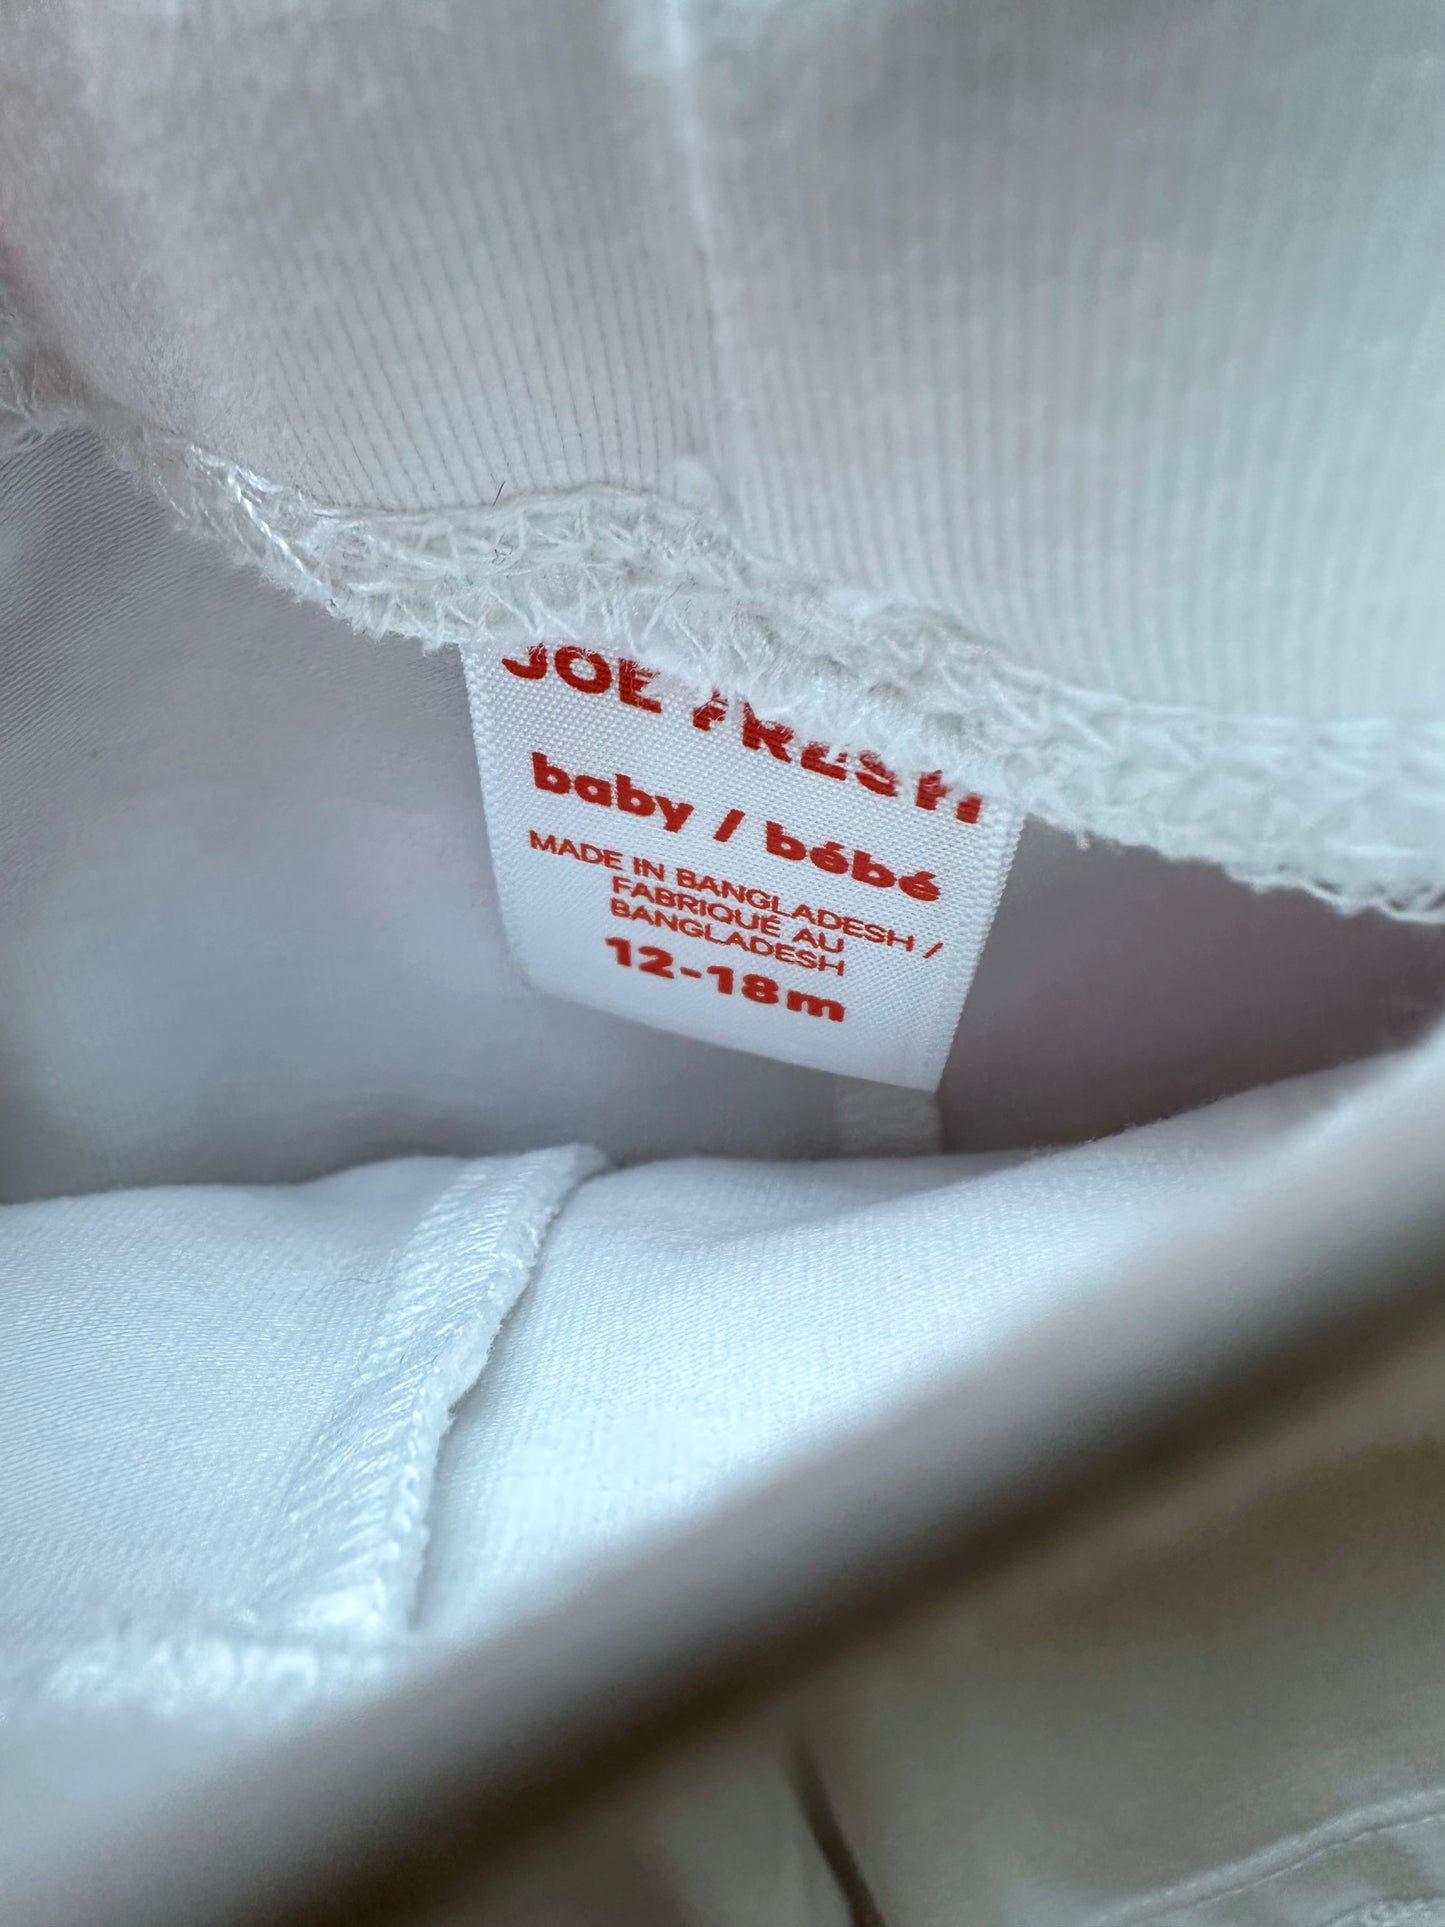 JOE FRESH
baby / bébé
MADE IN BANGLADESH /
FABRIQUÉ AU
BANGLADESH
12-18m